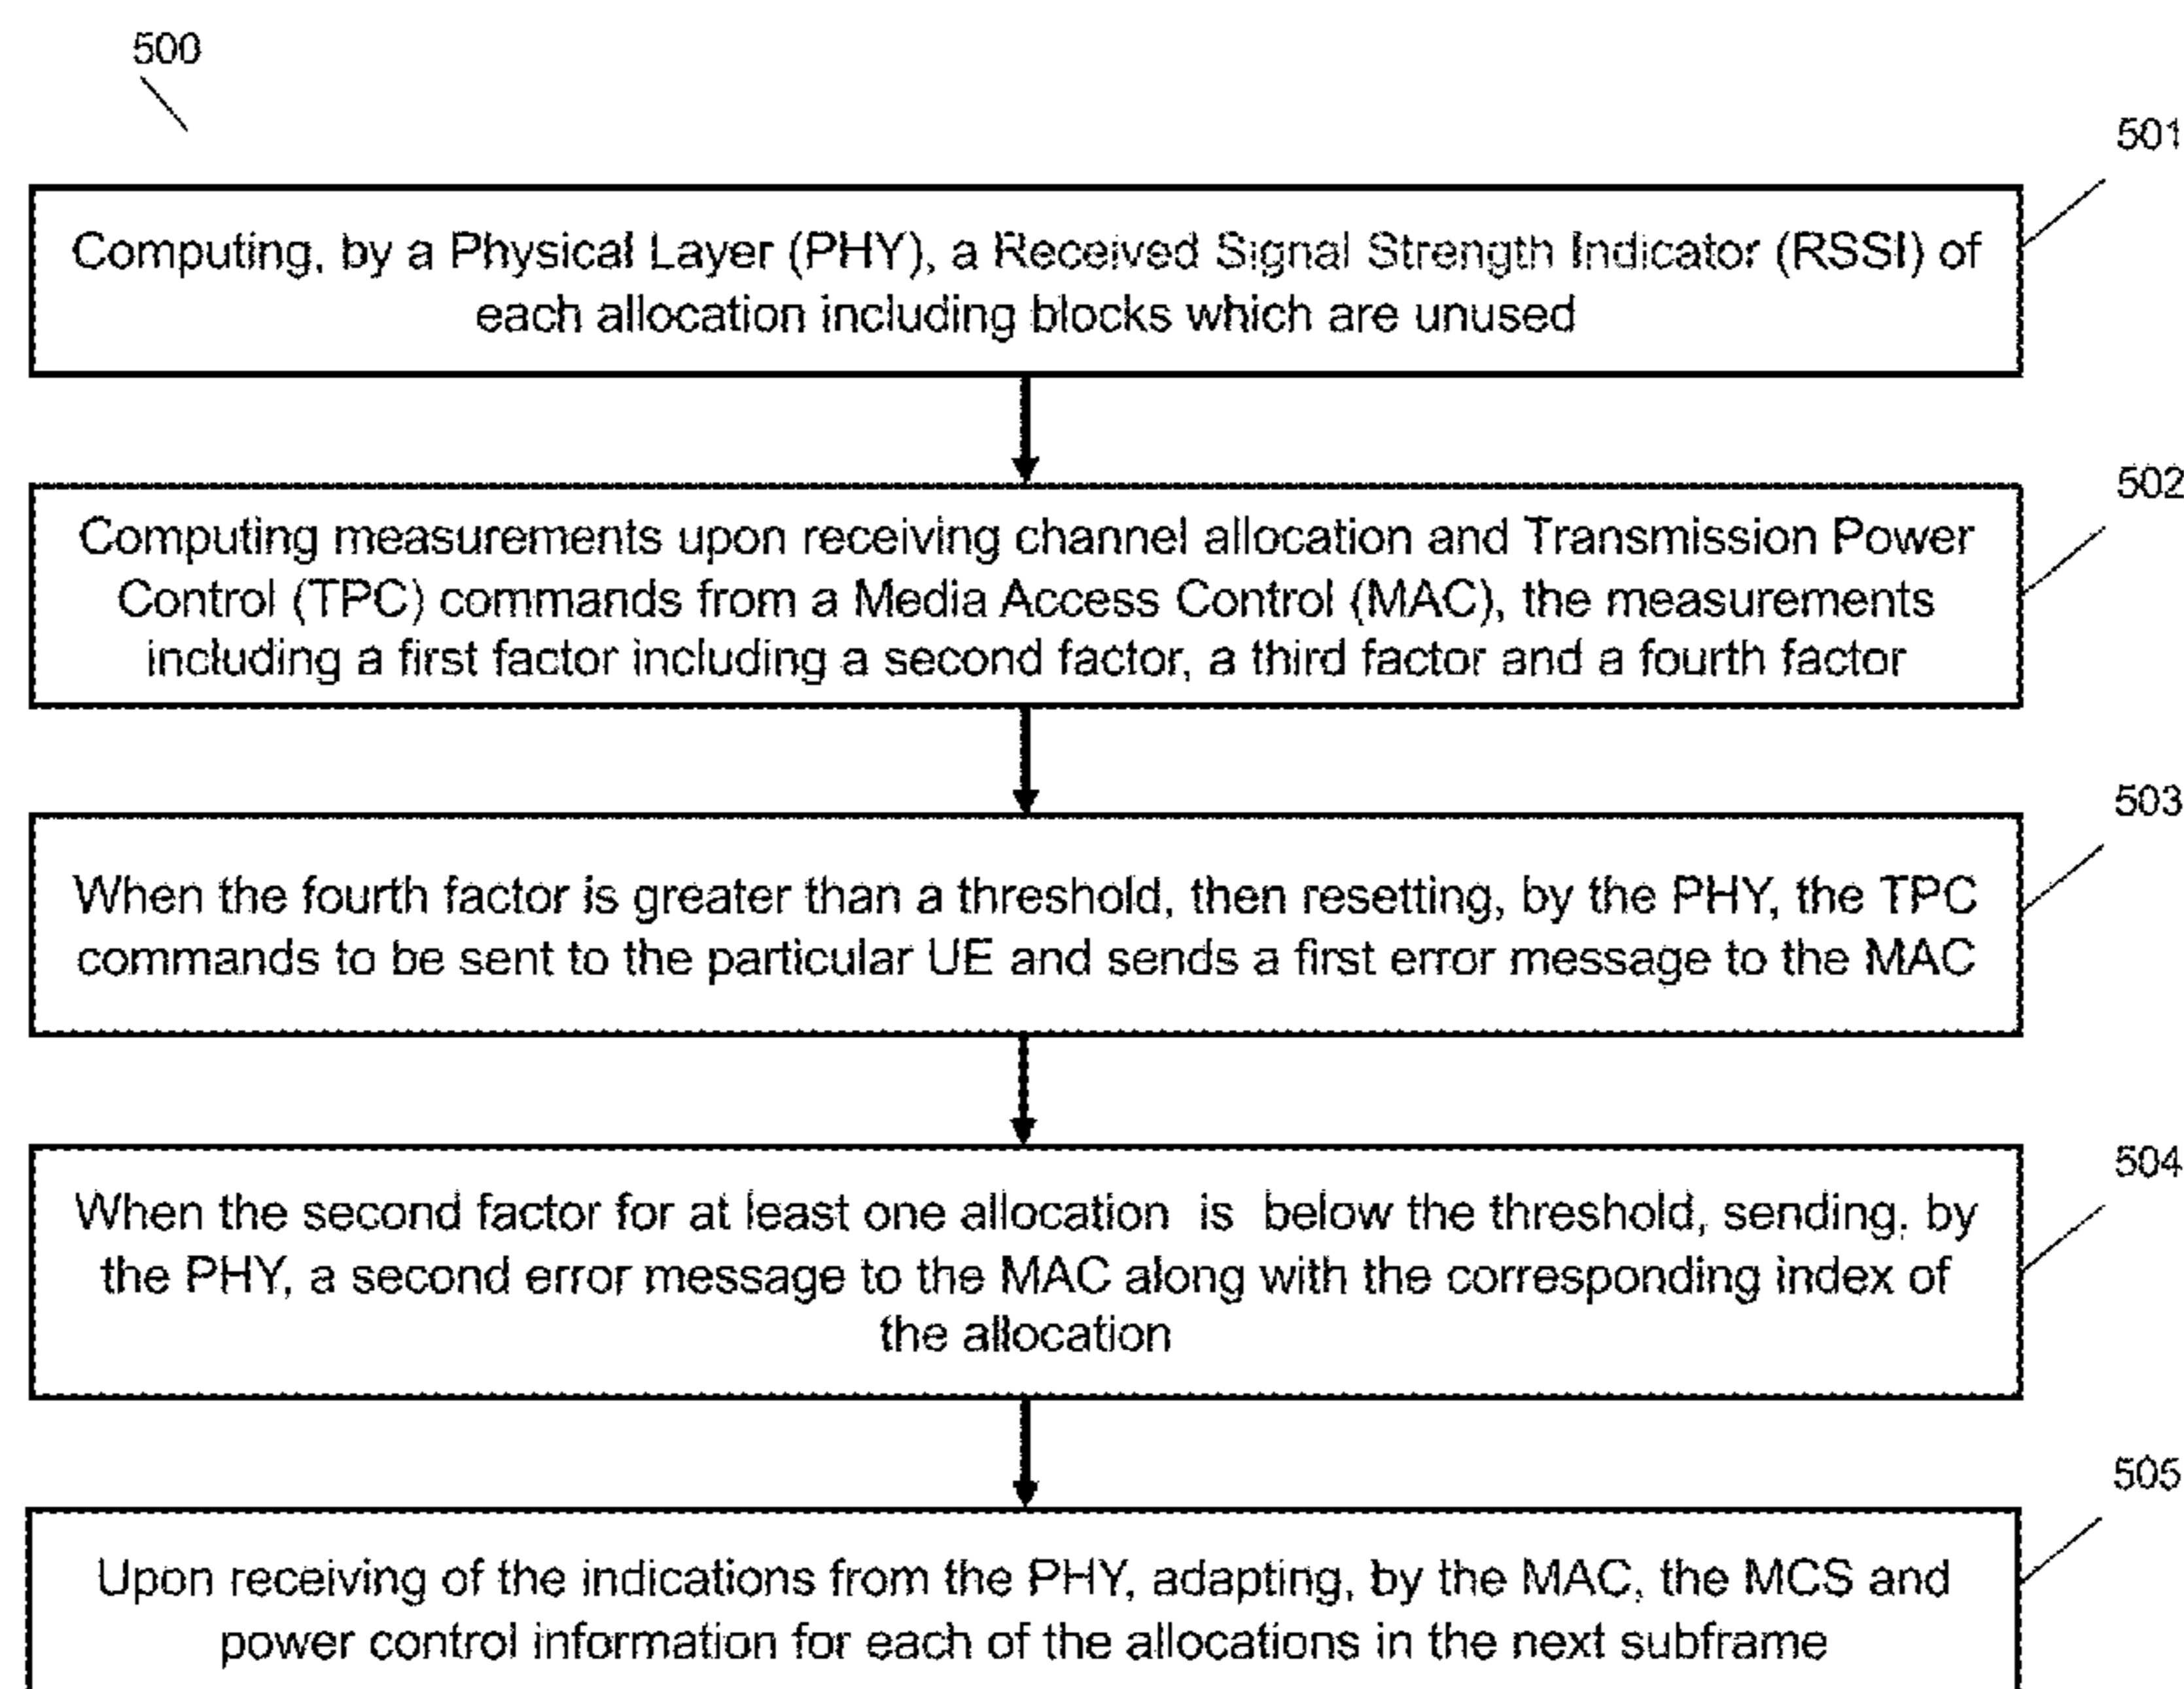 500
501
Computing, by a Physical Layer (PHY), a Received Signal Strength Indicator (RSSI) of
each allocation including blocks which are unused
502
Computing measurements upon receiving channel allocation and Transmission Power
Control (TPC) commands from a Media Access Control (MAC), the measurements
including a first factor including a second factor, a third factor and a fourth factor
503
When the fourth factor is greater than a threshold, then resetting, by the PHY, the TPC
commands to be sent to the particular UE and sends a first error message to the MAC
504
When the second factor for at least one allocation is below the threshold, sending, by
the PHY, a second error message to the MAC along with the corresponding index of
the allocation
505
Upon receiving of the indications from the PHY, adapting, by the MAC, the MCS and
power control information for each of the allocations in the next subframe